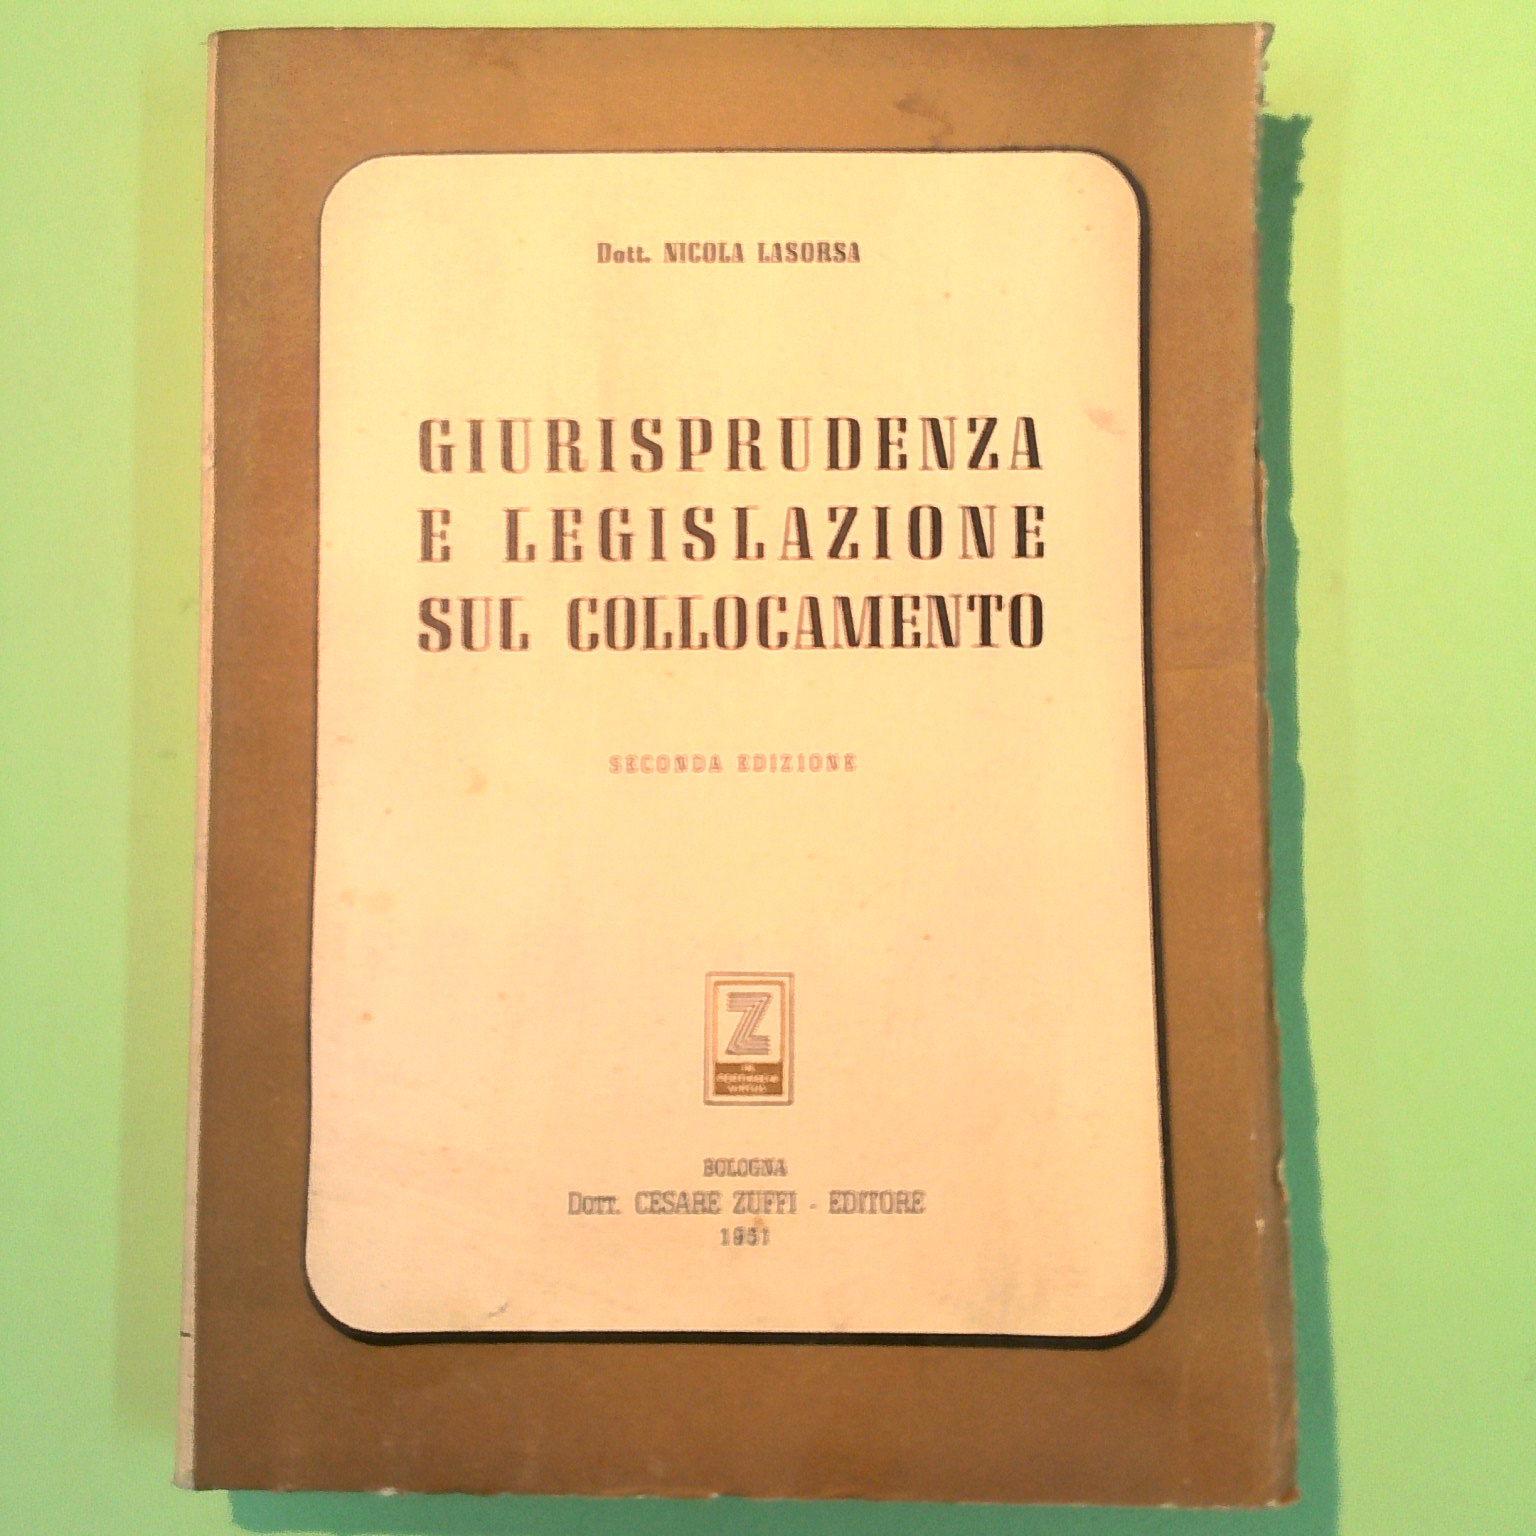 Dott. NICOLA LASORSA
GIURISPRUDENZA
E LEGISLAZIONE
SUL COLLOCAMENTO
SECONDA EDIZIONE
Z
BOLOGNA
DOTT. CESARE ZUFFI - EDITORE
1951